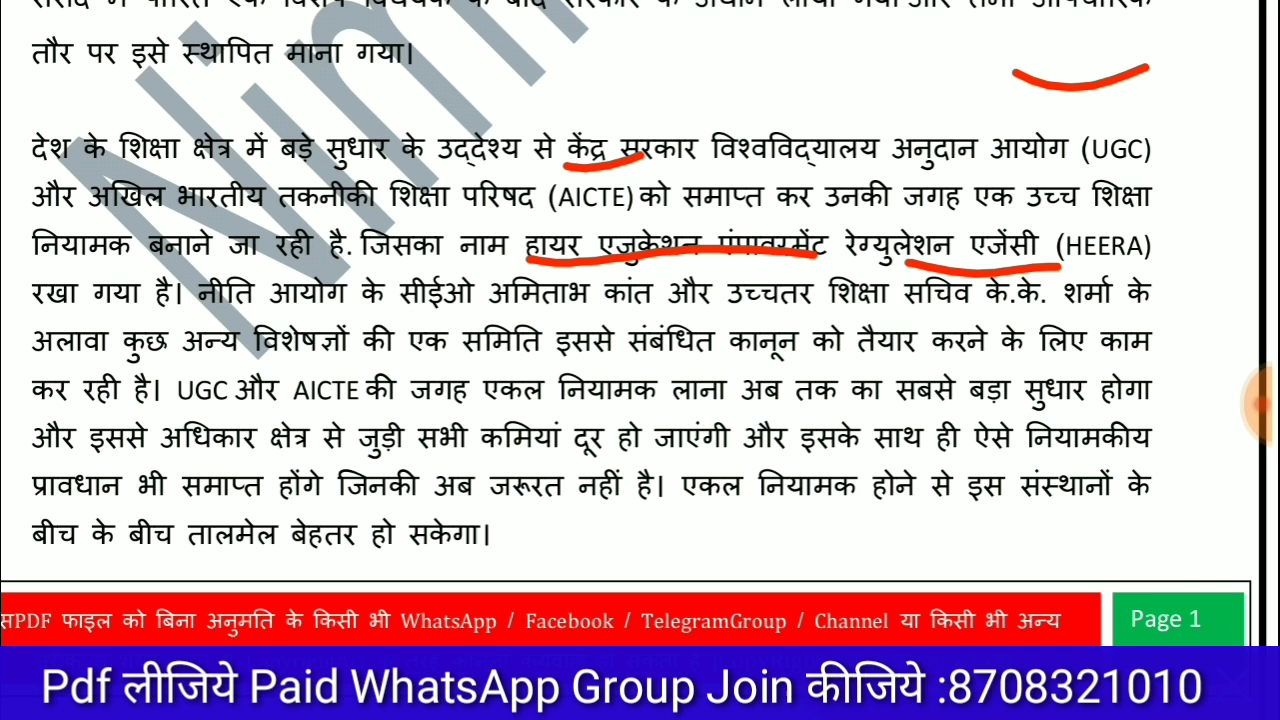 तौर पर इसे स्थापित माना गया।
देश के शिक्षा क्षेत्र में बड़े सुधार के उद्देश्य से केंद्र सरकार विश्वविद्यालय अनुदान आयोग (UGC)
और अखिल भारतीय तकनीकी शिक्षा परिषद (AICTE) को समाप्त कर उनकी जगह एक उच्च शिक्षा
नियामक बनाने जा रही है. जिसका नाम हायर एजुकेशन एंपावरमेंट रेग्युलेशन एजेंसी (HEERA)
रखा गया है। नीति आयोग के सीईओ अमिताभ कांत और उच्चतर शिक्षा सचिव के.के. शर्मा के
अलावा कुछ अन्य विशेषज्ञों की एक समिति इससे संबंधित कानून को तैयार करने के लिए काम
कर रही है। UGC और AICTE की जगह एकल नियामक लाना अब तक का सबसे बड़ा सुधार होगा
और इससे अधिकार क्षेत्र से जुड़ी सभी कमियां दूर हो जाएंगी और इसके साथ ही ऐसे नियामकीय
प्रावधान भी समाप्त होंगे जिनकी अब जरूरत नहीं है। एकल नियामक होने से इस संस्थानों के
बीच के बीच तालमेल बेहतर हो सकेगा।
सPDF फाइल को बिना अनुमति के किसी भी WhatsApp / Facebook / TelegramGroup / Channel या किसी भी अन्य
Page 1
Pdf लीजिये Paid WhatsApp Group Join कीजिये :8708321010